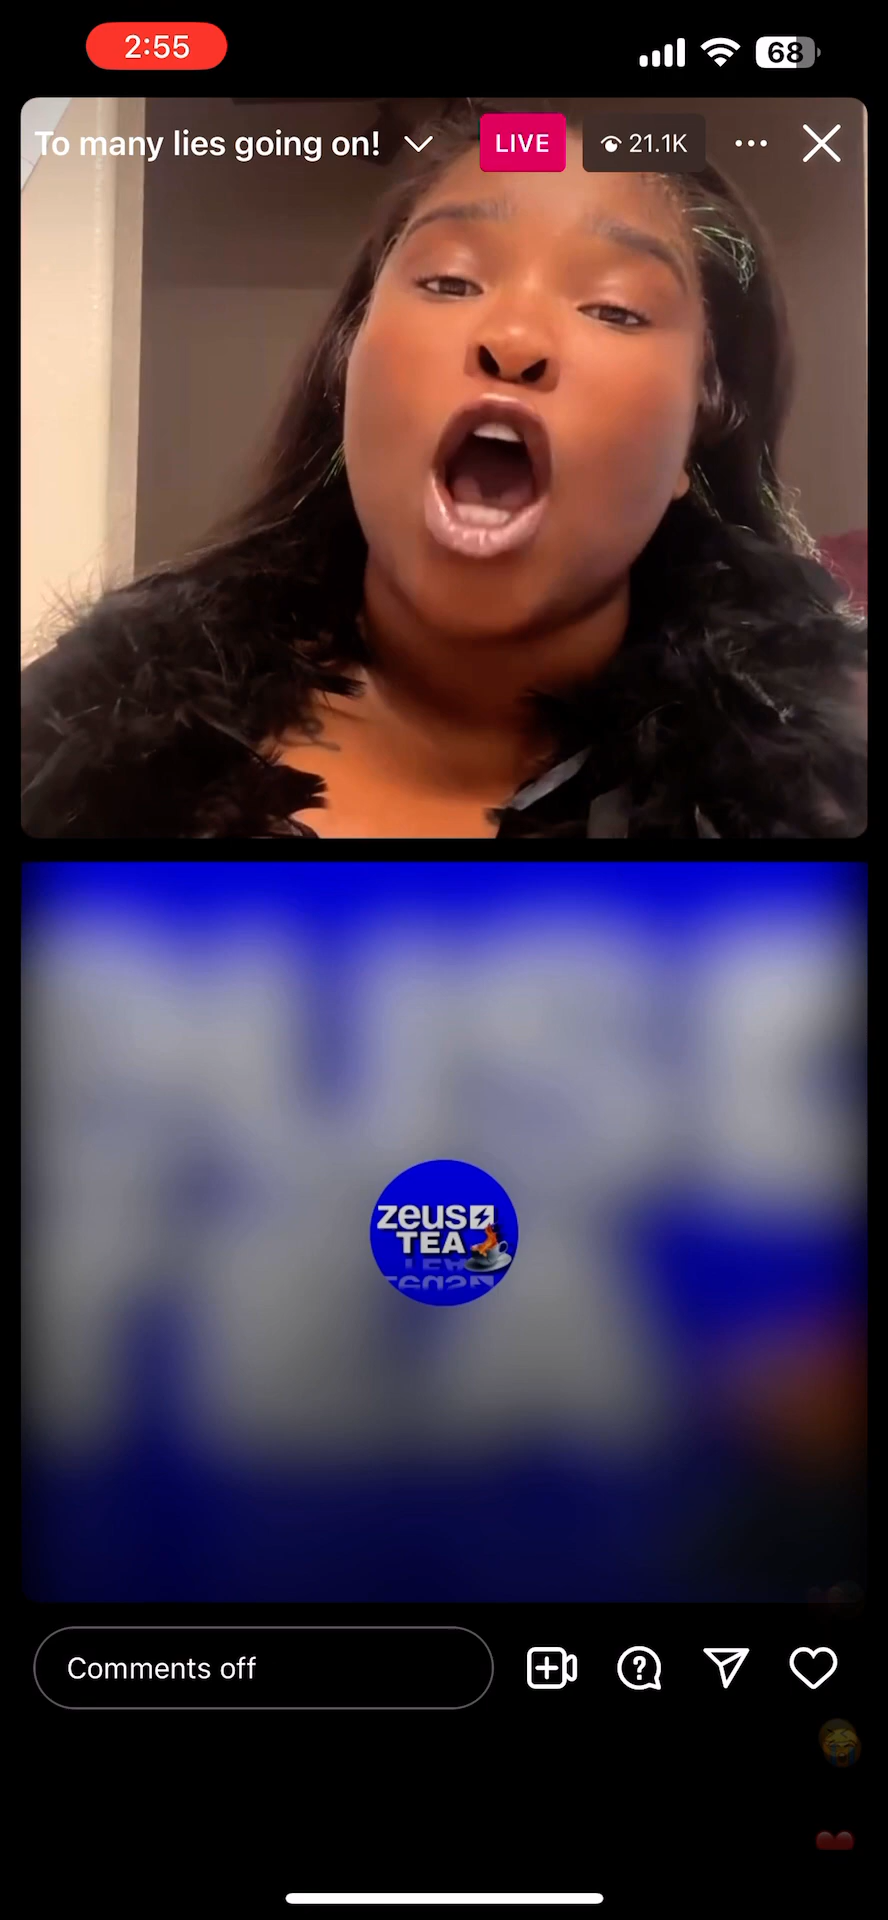 2:55
68
To many lies going on!
LIVE
21.1K
zeus
TEA
Comments off